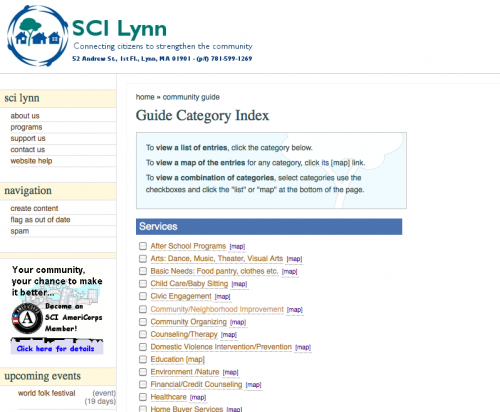 SCI Lynn
Connecting citizens to strengthen the community
52 Andrew St., 1st Fl., Lynn, MA 01901 - (p/f) 781-599-1269
sci lynn
about us
programs
support us
contact us
website help
navigation
create content
flag as out of date
spam
Your community,
your chance to make
it better...
Become an
SCI AmeriCorps
Member!
Click here for details
upcoming events
world folk festival (event)
(19 days)
home » community guide
Guide Category Index
To view a list of entries, click the category below.
To view a map of the entries for any category, click its [map] link.
To view a combination of categories, select categories use the
checkboxes and click the "list" or "map" at the bottom of the page.
Services
After School Programs [map]
Arts: Dance, Music, Theater, Visual Arts [map]
Basic Needs: Food pantry, clothes etc. [map]
Child Care/Baby Sitting [map]
Civic Engagement [map]
Community/Neighborhood Improvement [map]
Community Organizing [map]
Counseling/Therapy [map]
Domestic Violence Intervention/Prevention [map]
Education [map]
Environment /Nature [map]
Financial/Credit Counseling [map]
Healthcare [map]
Home Buyer Services [map]